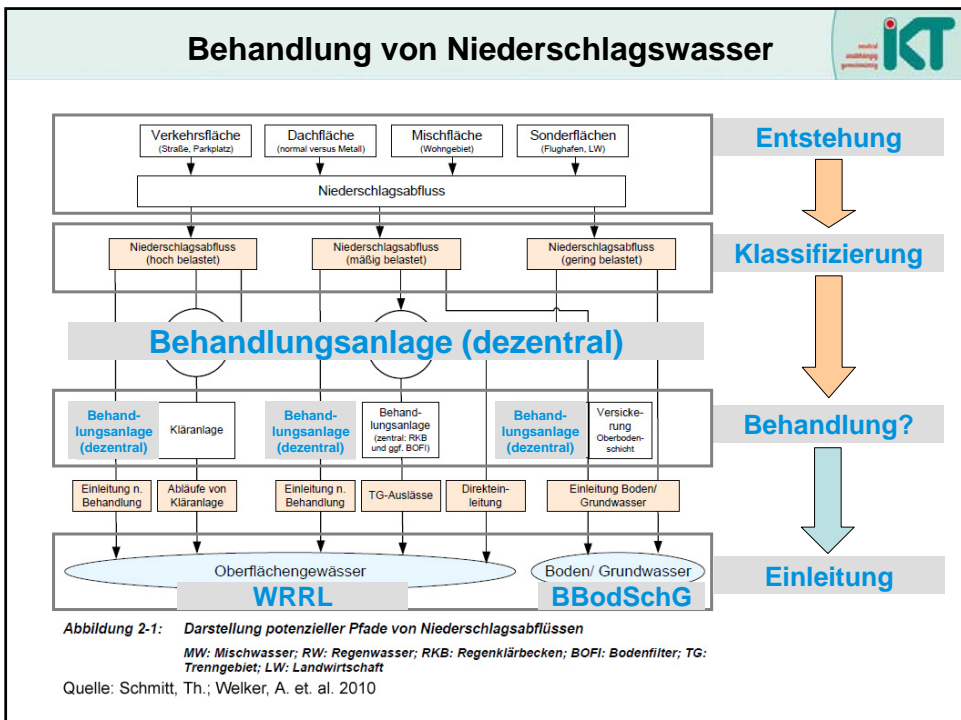 Behandlung von Niederschlagswasser
neutral
unabhängig
gemeinnützig
iKT
Verkehrsfläche
(Straße, Parkplatz)
Dachfläche
(normal versus Metall)
Mischfläche
(Wohngebiet)
Sonderflächen
(Flughafen, LW)
Niederschlagsabfluss
Entstehung
Niederschlagsabfluss
(hoch belastet)
Niederschlagsabfluss
(mäßig belastet)
Niederschlagsabfluss
(gering belastet)
Klassifizierung
Behandlungsanlage (dezentral)
Behand-
lungsanlage
(dezentral)
Kläranlage
Behand-
lungsanlage
(dezentral)
Behand-
lungsanlage
(zentral: RKB
und ggf. BOFI)
Behand-
lungsanlage
(dezentral)
Versicke-
rung
Oberboden-
schicht
Behandlung?
Einleitung n.
Behandlung
Abläufe von
Kläranlage
Einleitung n.
Behandlung
TG-Auslässe
Direktein-
leitung
Einleitung Boden/
Grundwasser
Oberflächengewässer
WRRL
Boden/ Grundwasser
BBodSchG
Einleitung
Abbildung 2-1: Darstellung potenzieller Pfade von Niederschlagsabflüssen
MW: Mischwasser; RW: Regenwasser; RKB: Regenklärbecken; BOFI: Bodenfilter; TG:
Trenngebiet; LW: Landwirtschaft
Quelle: Schmitt, Th.; Welker, A. et. al. 2010